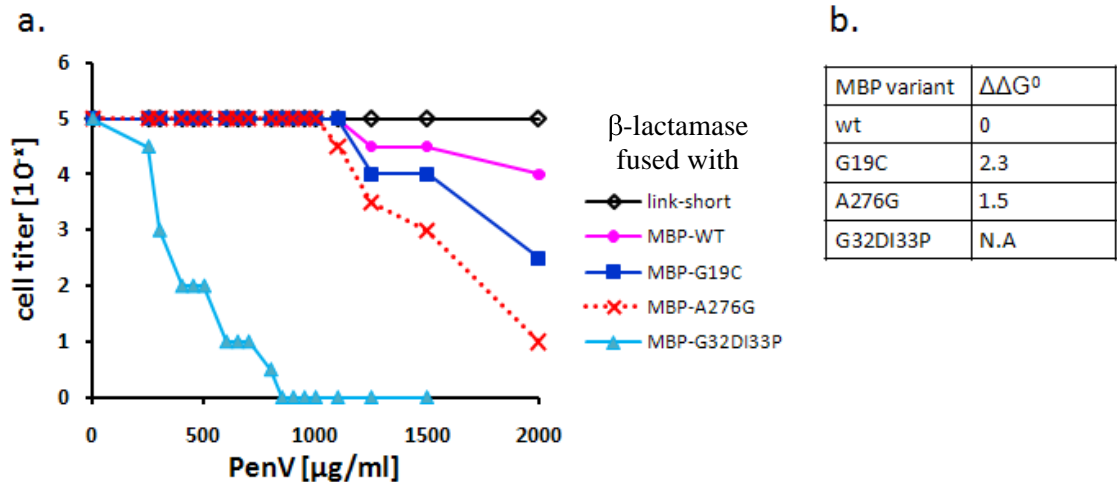 a.
6
5
4
3
2
1
0
cell titer [10⁻ˣ]
0
500
1000
1500
2000
PenV [µg/ml]
β-lactamase
fused with
link-short
MBP-WT
MBP-G19C
MBP-A276G
MBP-G32DI33P
b.
MBP variant ΔΔG⁰
wt 0
G19C 2.3
A276G 1.5
G32DI33P N.A